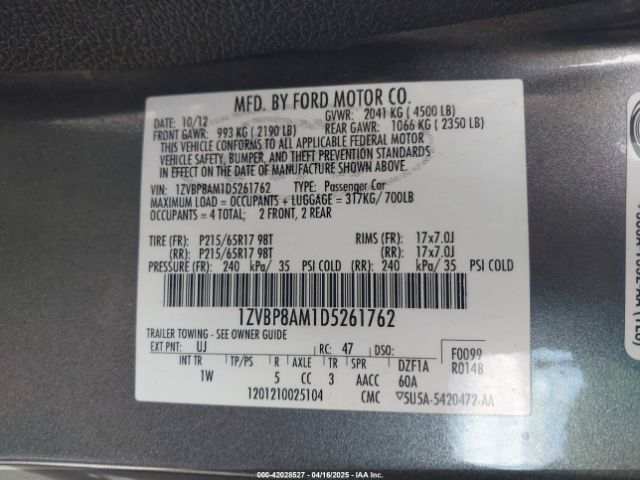 MFD. BY FORD MOTOR CO.
DATE: 10/12 GVWR: 2041 KG ( 4500 LB)
FRONT GAWR: 993 KG ( 2190 LB) REAR GAWR: 1066 KG ( 2350 LB)
THIS VEHICLE CONFORMS TO ALL APPLICABLE FEDERAL MOTOR
VEHICLE SAFETY, BUMPER, AND THEFT PREVENTION STANDARDS
IN EFFECT ON THE DATE OF MANUFACTURE SHOWN ABOVE.
VIN: 1ZVBP8AM1D5261762 TYPE: Passenger Car
MAXIMUM LOAD = OCCUPANTS + LUGGAGE = 317KG/ 700LB
OCCUPANTS = 4 TOTAL; 2 FRONT, 2 REAR
TIRE (FR): P215/65R17 98T RIMS (FR): 17x7.0J
(RR): P215/65R17 98T (RR): 17x7.0J
PRESSURE (FR): 240 kPa/ 35 PSI COLD (RR): 240 kPa/ 35 PSI COLD
1ZVBP8AM1D5261762
TRAILER TOWING - SEE OWNER GUIDE
EXT PNT: UJ RC: 47 DSO: F0099
INT TR TP/PS R AXLE TR SPR DZF1A R0148
1W 5 CC 3 AACC 60A
1201210025104 CMC ▽5U5A-5420472-AA
© COPYRIGHT - 42028527 - 04/16/2025 - IAA INC.